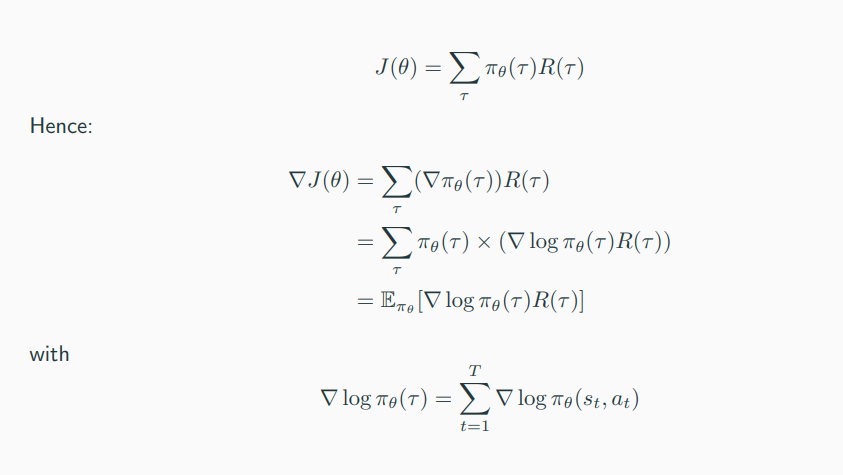 J(θ) = ∑_τ π_θ(τ)R(τ)
Hence:
∇J(θ) = ∑_τ (∇π_θ(τ))R(τ)
= ∑_τ π_θ(τ) × (∇ log π_θ(τ)R(τ))
= 𝔼_{π_θ}[∇ log π_θ(τ)R(τ)]
with
∇ log π_θ(τ) = ∑_{t=1}^{T} ∇ log π_θ(s_t, a_t)